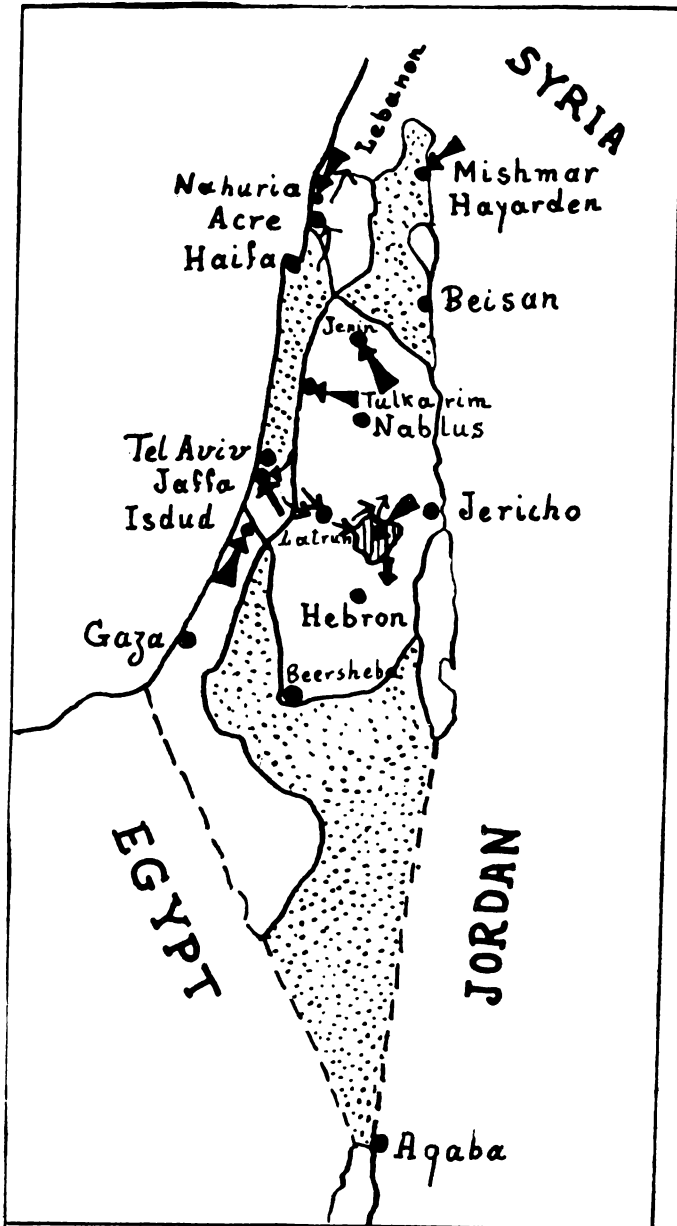 SYRIA
Lebanon
Nahuria
Acre
Haifa
Mishmar
Hayarden
Beisan
Jenin
Tulkarim
Nablus
Tel Aviv
Jaffa
Isdud
Latrun
Jericho
Hebron
Gaza
Beersheba
EGYPT
JORDAN
Aqaba